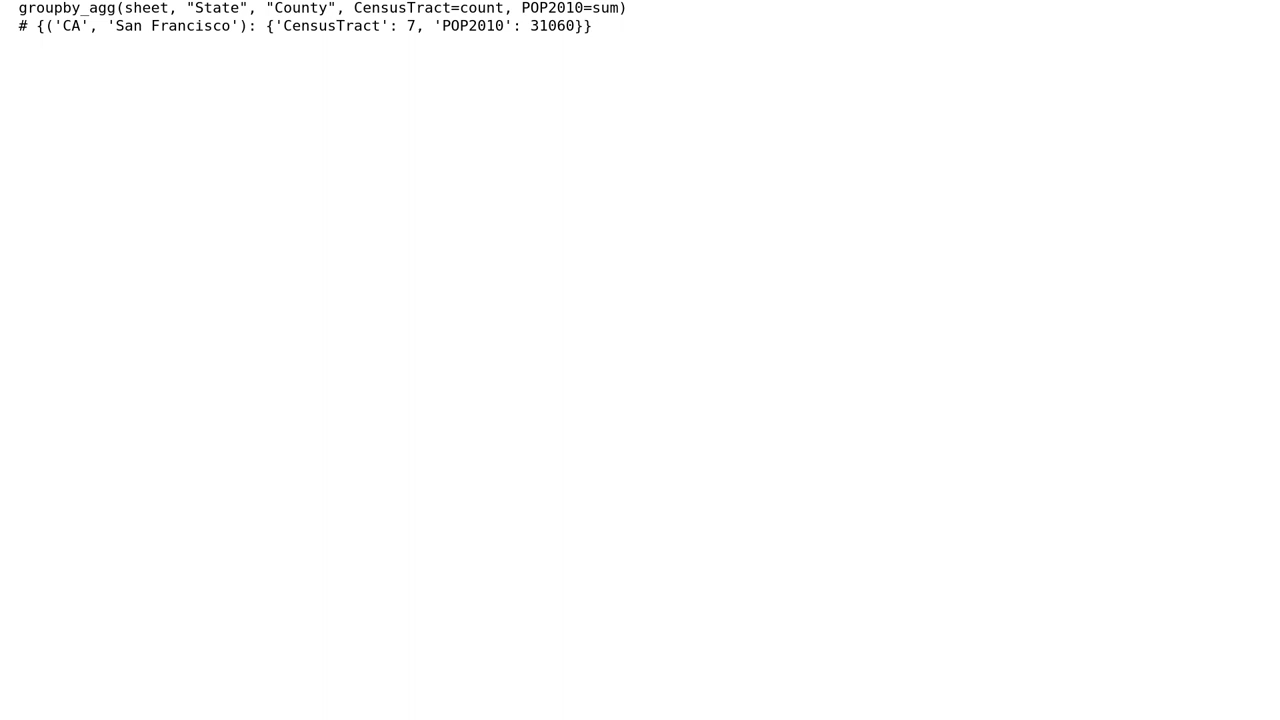 groupby_agg(sheet, "State", "County", CensusTract=count, POP2010=sum)
# {('CA', 'San Francisco'): {'CensusTract': 7, 'POP2010': 31060}}